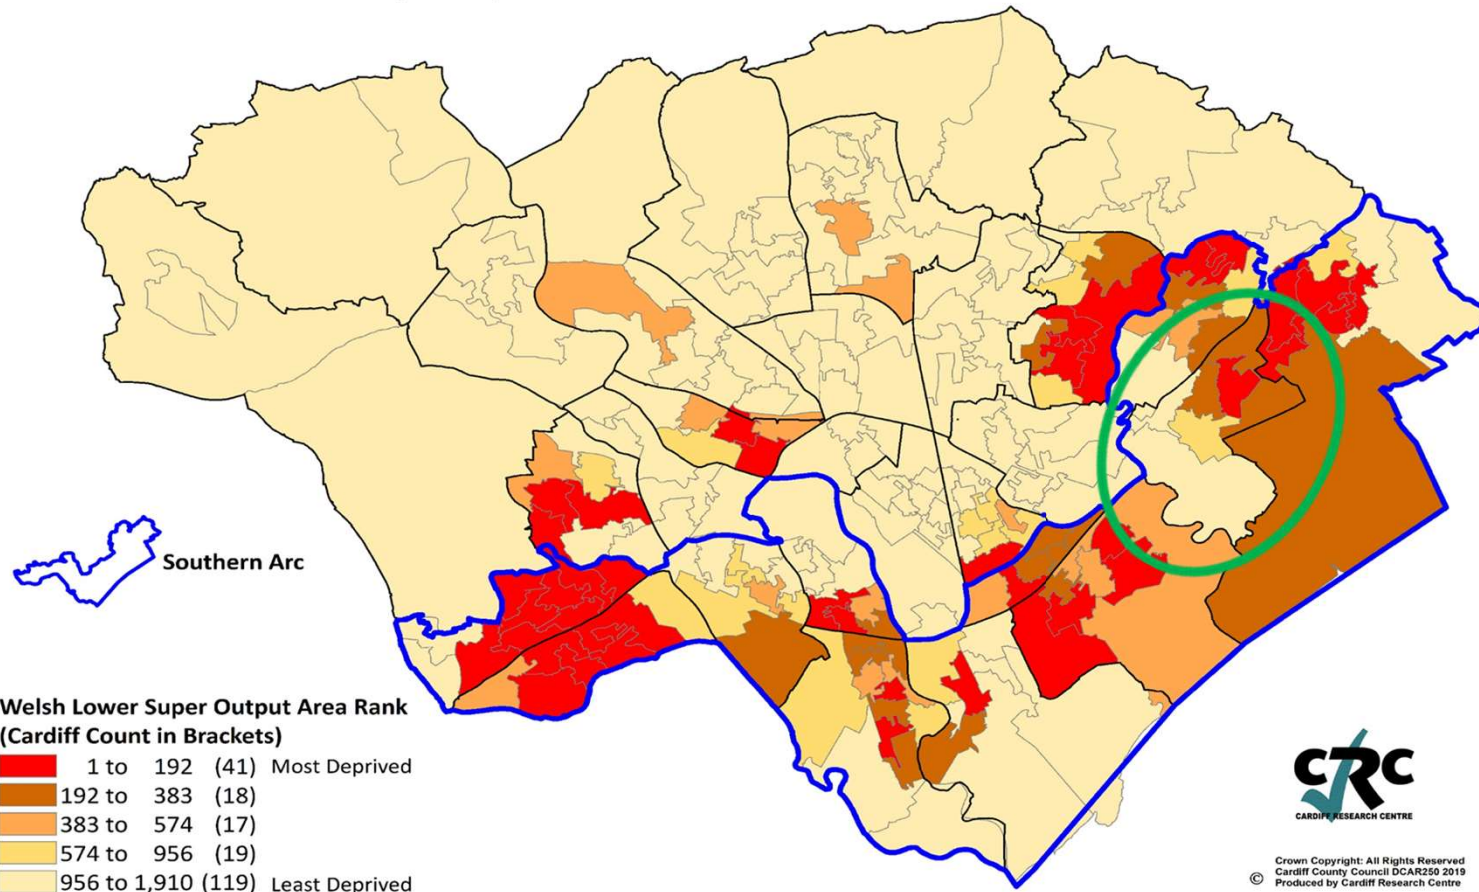 Southern Arc
Welsh Lower Super Output Area Rank
(Cardiff Count in Brackets)
1 to 192 (41) Most Deprived
192 to 383 (18)
383 to 574 (17)
574 to 956 (19)
956 to 1,910 (119) Least Deprived
CRC
CARDIFF RESEARCH CENTRE
Crown Copyright: All Rights Reserved
Cardiff County Council DCAR250 2019
© Produced by Cardiff Research Centre